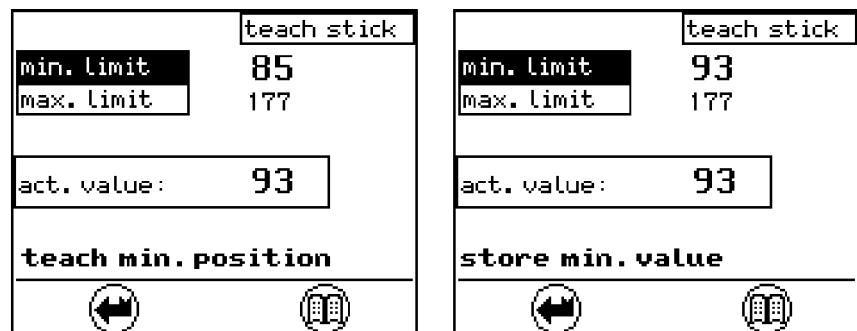 teach stick
min. limit 85
max. limit 177
act. value: 93
teach min. position
teach stick
min. limit 93
max. limit 177
act. value: 93
store min. value